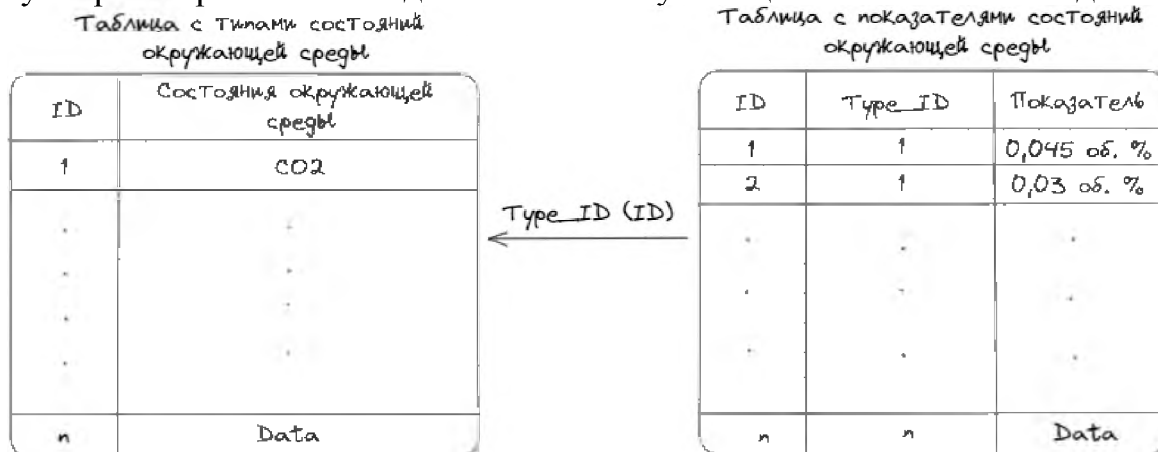 Таблица с типами состояний
окружающей среды
ID
Состояния окружающей
среды
1
CO2
n
Data
Type_ID (ID)
Таблица с показателями состояний
окружающей среды
ID
Type_ID
Показатель
1
1
0,045 об. %
2
1
0,03 об. %
n
n
Data